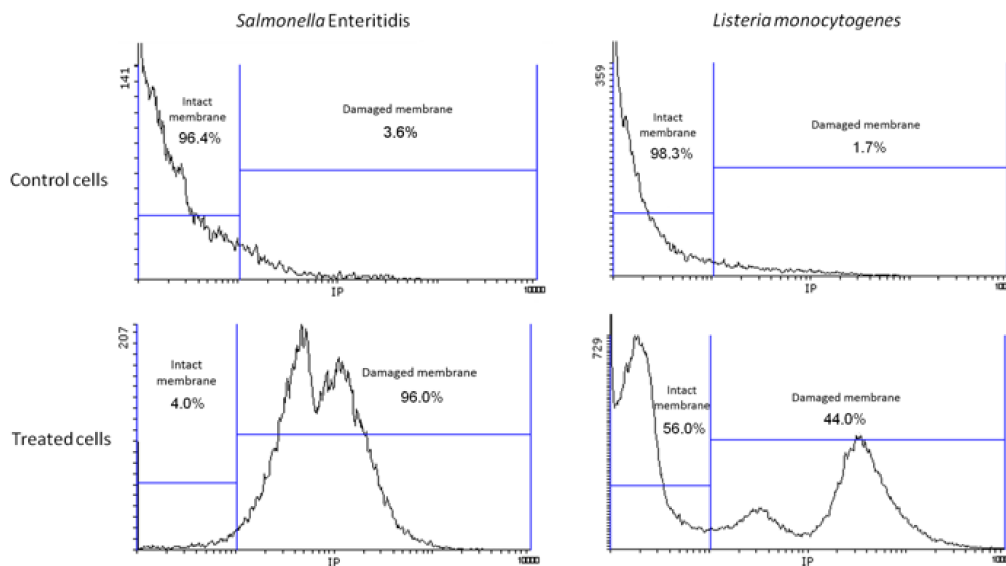 Salmonella Enteritidis
Listeria monocytogenes
Control cells
141
Intact
membrane
96.4%
Damaged membrane
3.6%
IP
10000
359
Intact
membrane
98.3%
Damaged membrane
1.7%
IP
Treated cells
207
Intact
membrane
4.0%
Damaged membrane
96.0%
IP
10000
729
Intact
membrane
56.0%
Damaged membrane
44.0%
IP